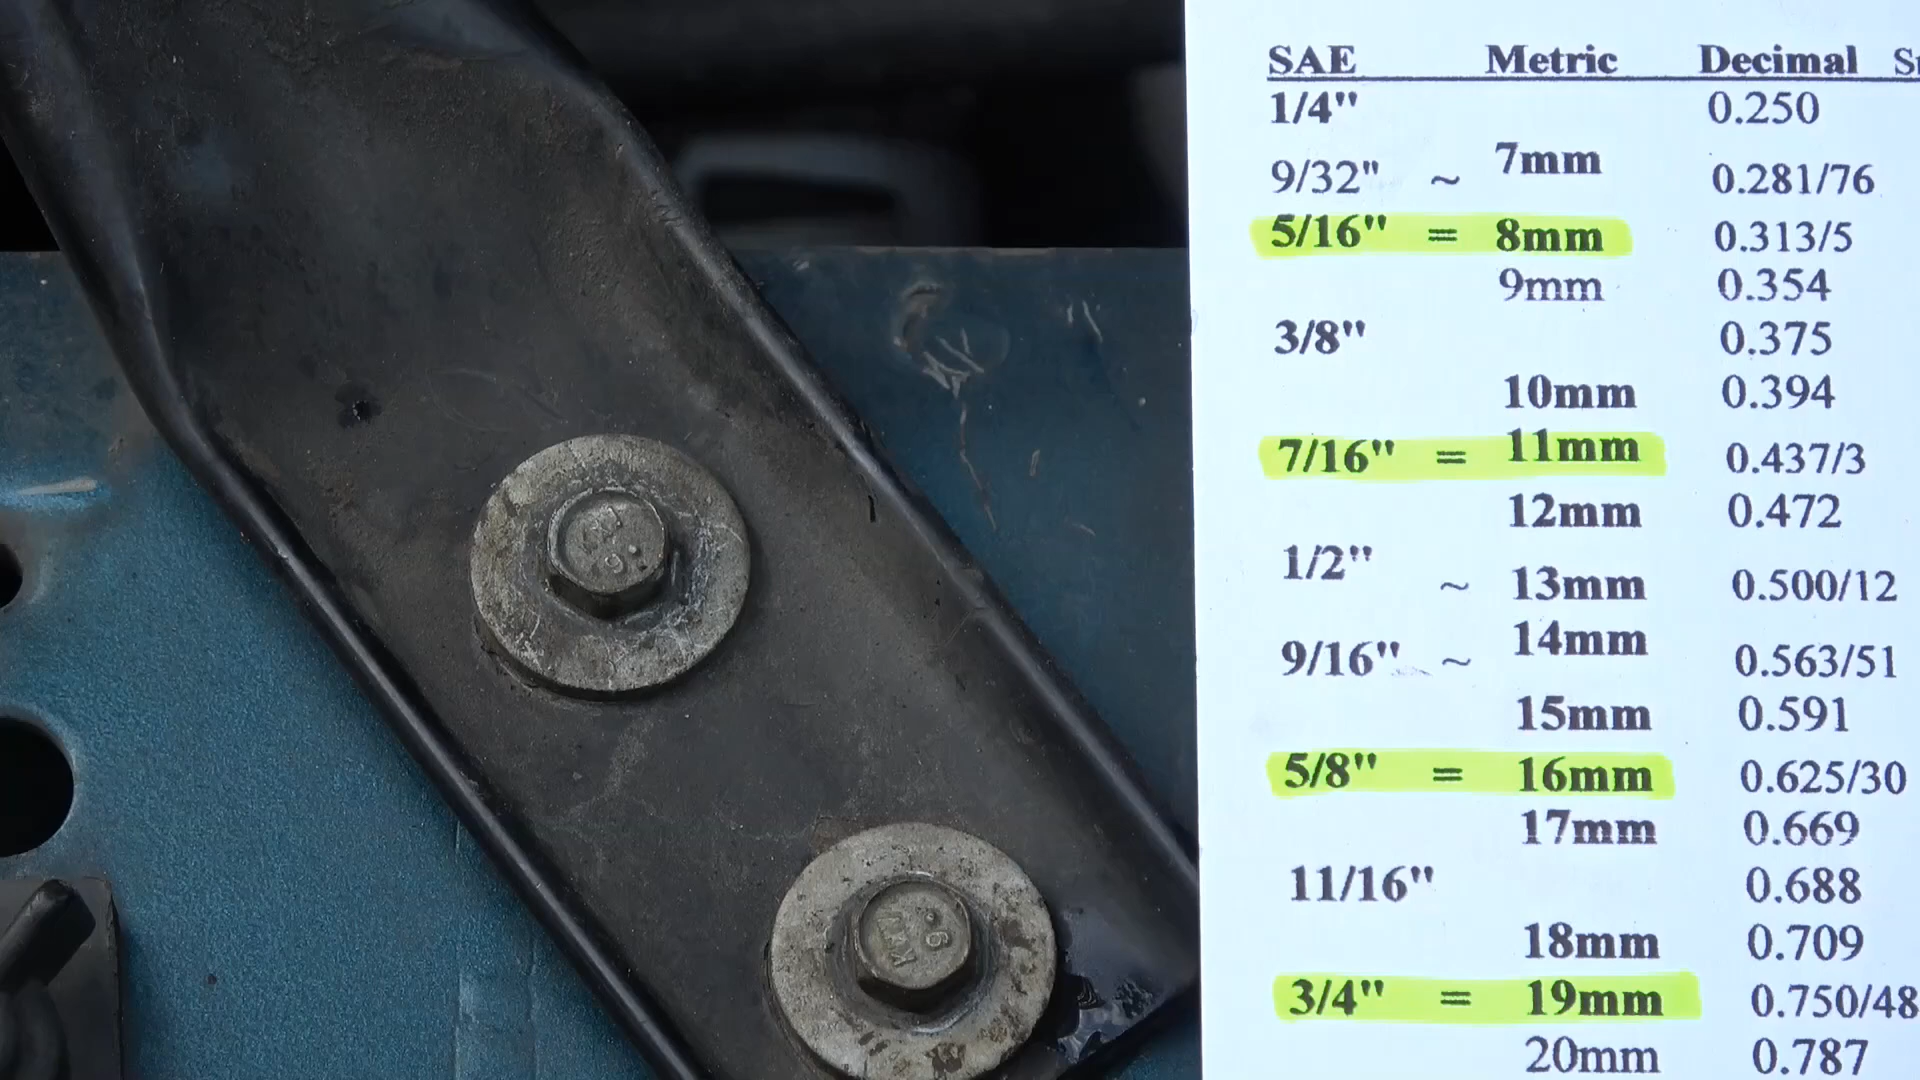 SAE Metric Decimal
1/4" 0.250
9/32" ~ 7mm 0.281/76
5/16" = 8mm 0.313/5
9mm 0.354
3/8" 0.375
10mm 0.394
7/16" = 11mm 0.437/3
12mm 0.472
1/2" ~ 13mm 0.500/12
9/16" ~ 14mm 0.563/51
15mm 0.591
5/8" = 16mm 0.625/30
17mm 0.669
11/16" 0.688
18mm 0.709
3/4" = 19mm 0.750/48
20mm 0.787